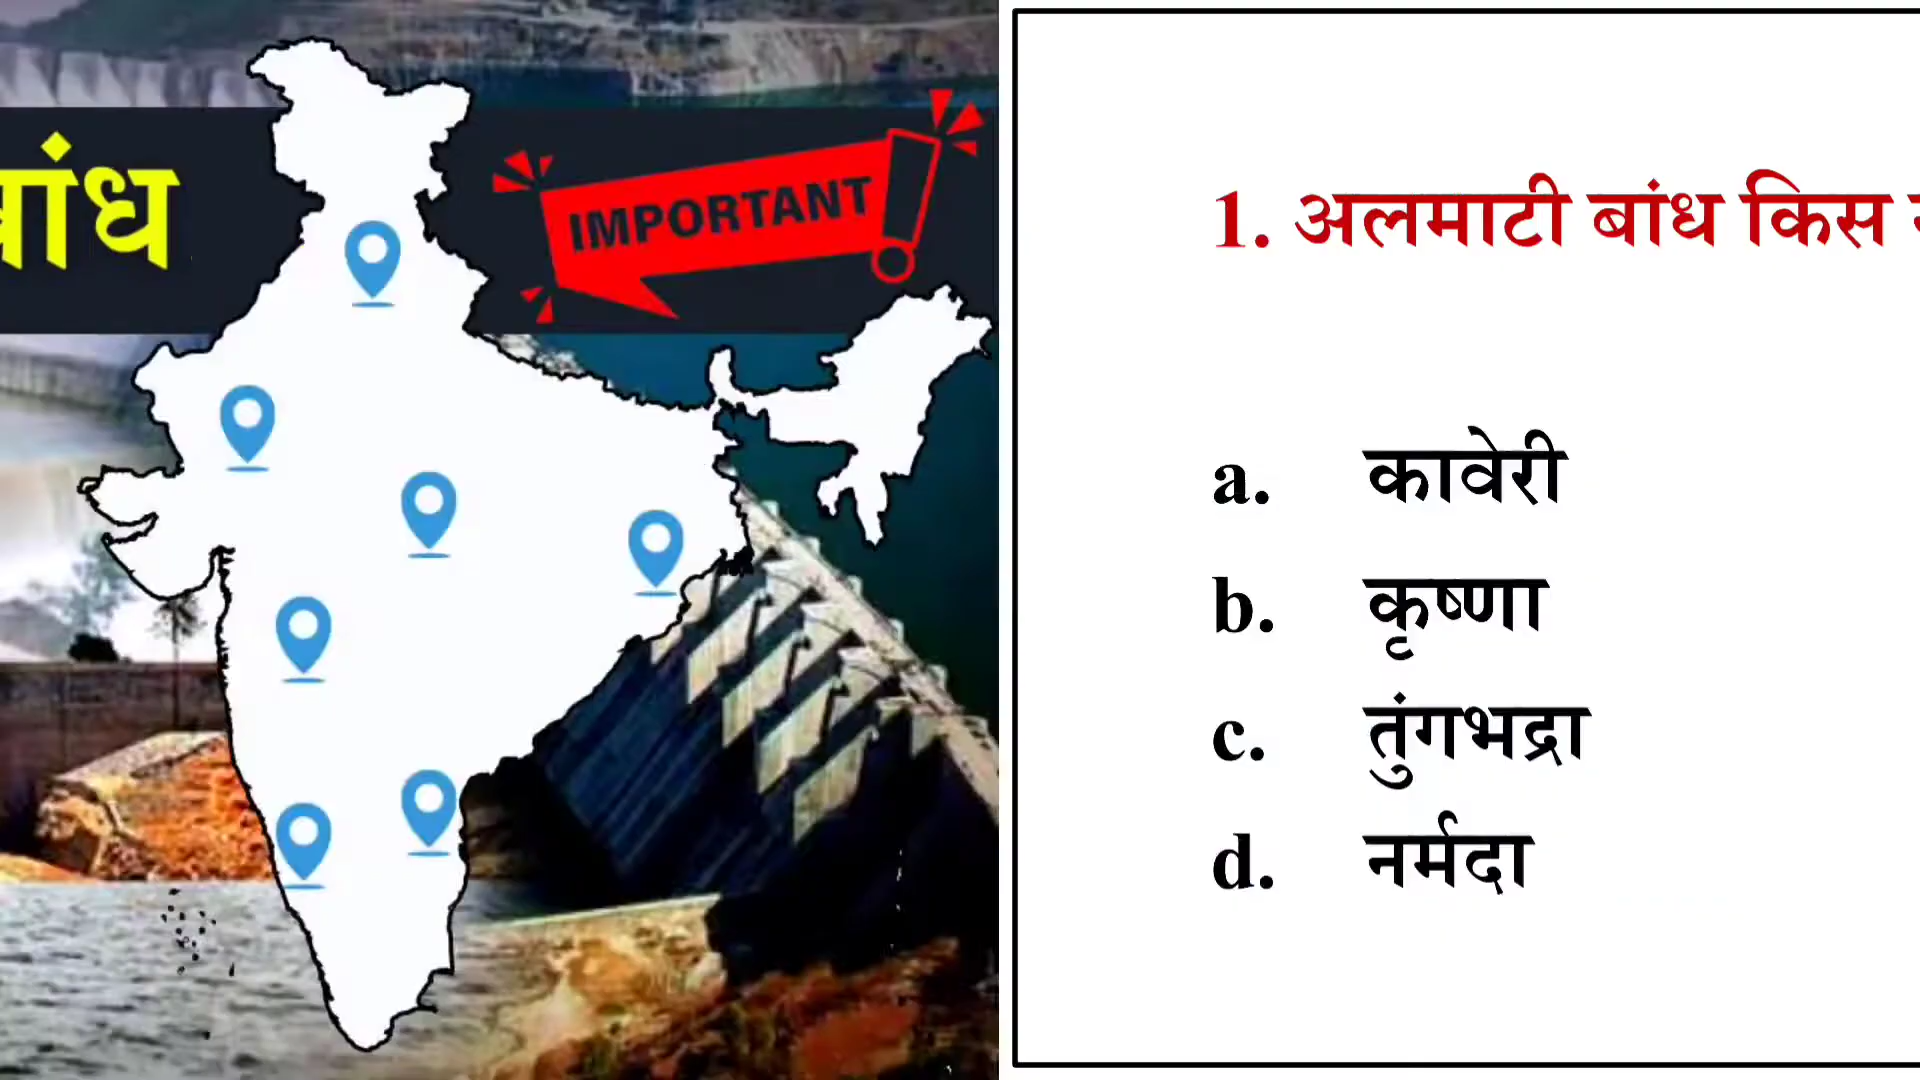 बांध
IMPORTANT!
1. अलमाटी बांध किस
a. कावेरी
b. कृष्णा
c. तुंगभद्रा
d. नर्मदा